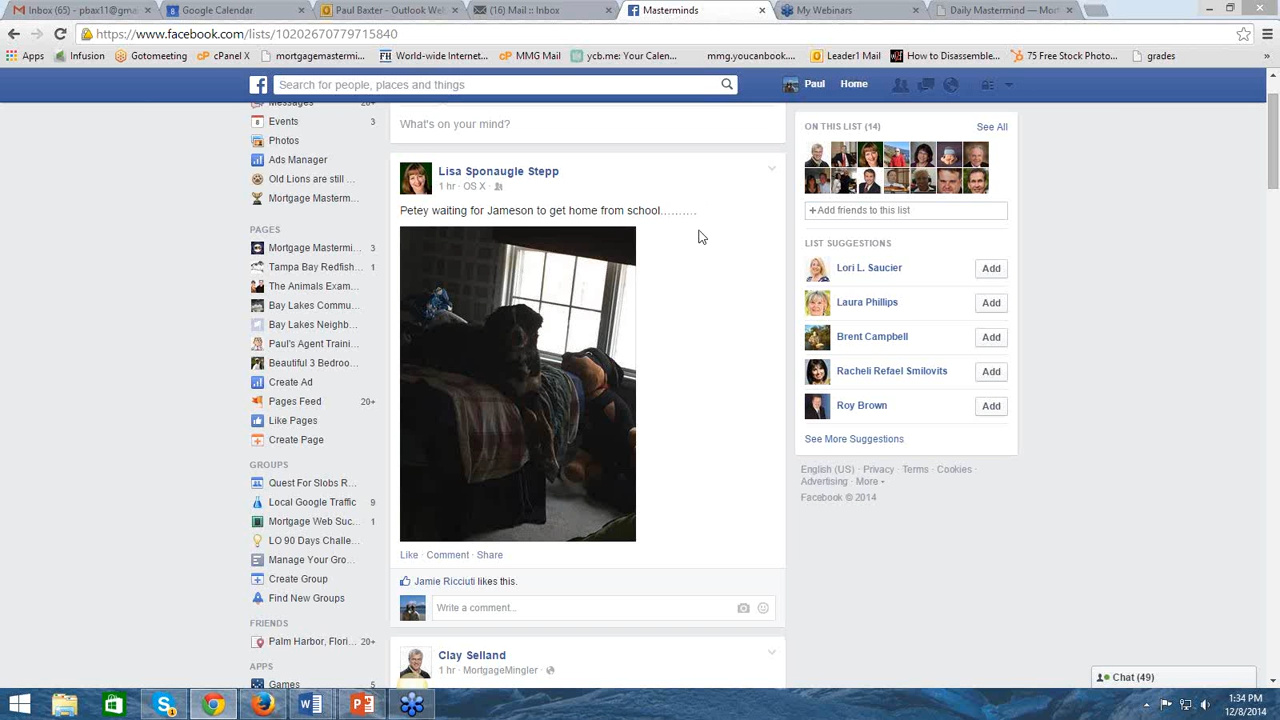 Inbox (6) - pbax11@gma
Google Calendar
Paul Baxter - Outlook Web
(16) Mail :: Inbox
Masterminds
My Webinars
Daily Mastermind — Mort
https://www.facebook.com/lists/10202670779715840
Apps
Infusion
Gotomeeting
cPanel X
mortgagemastermi...
World-wide Internet...
MMG Mail
ycb.me: Your Calen...
mmg.youcanbook...
Leader1 Mail
How to Disassemble...
75 Free Stock Photo...
grades
Search for people, places and things
Paul
Home
Messages 20+
Events 3
Photos
Ads Manager
Old Lions are still ...
Mortgage Masterm...
PAGES
Mortgage Mastermi... 3
Tampa Bay Redfish... 1
The Animals Exam...
Bay Lakes Commu...
Bay Lakes Neighb...
Paul's Agent Traini...
Beautiful 3 Bedroo...
Create Ad
Pages Feed 20+
Like Pages
Create Page
GROUPS
Quest For Slobs R...
Local Google Traffic 9
Mortgage Web Suc... 1
LO 90 Days Challe...
Manage Your Gro...
Create Group
Find New Groups
FRIENDS
Palm Harbor, Flori... 20+
APPS
Games 5
What's on your mind?
Lisa Sponaugle Stepp
1 hr · OS X ·
Petey waiting for Jameson to get home from school..........
Like · Comment · Share
Jamie Ricciuti likes this.
Write a comment...
Clay Selland
1 hr · MortgageMingler ·
ON THIS LIST (14)
See All
+ Add friends to this list
LIST SUGGESTIONS
Lori L. Saucier Add
Laura Phillips Add
Brent Campbell Add
Racheli Refael Smilovits Add
Roy Brown Add
See More Suggestions
English (US) · Privacy · Terms · Cookies ·
Advertising · More
Facebook © 2014
Chat (49)
1:34 PM
12/8/2014